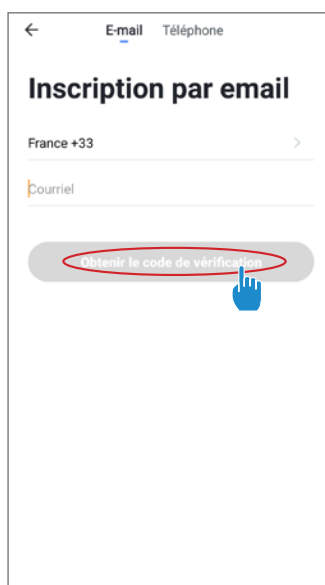 E-mail Téléphone
Inscription par email
France +33
Courriel
Obtenir le code de vérification